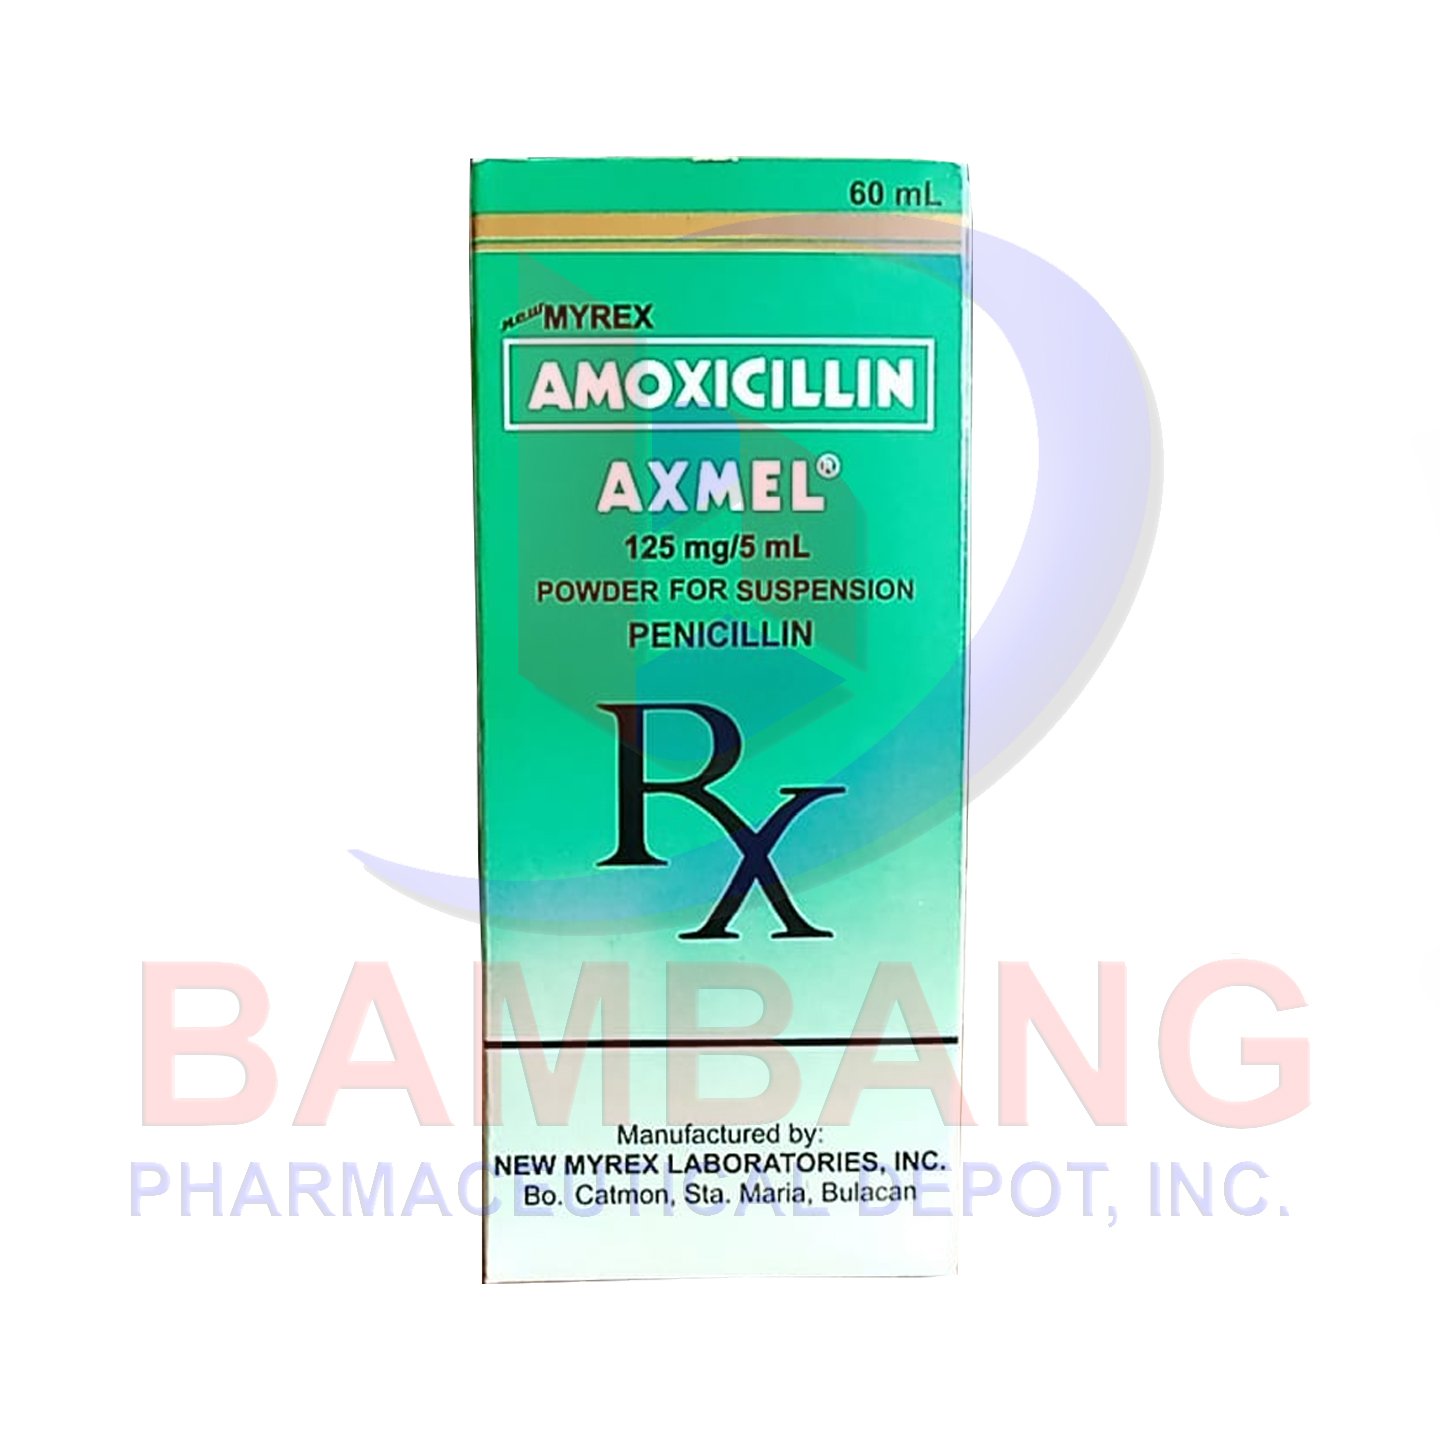 60 mL
new MYREX
AMOXICILLIN
AXMEL®
125 mg/5 mL
POWDER FOR SUSPENSION
PENICILLIN
Rx
BAMBANG
Manufactured by:
NEW MYREX LABORATORIES, INC.
PHARMACEUTICAL DEPOT, INC.
Bo. Catmon, Sta. Maria, Bulacan